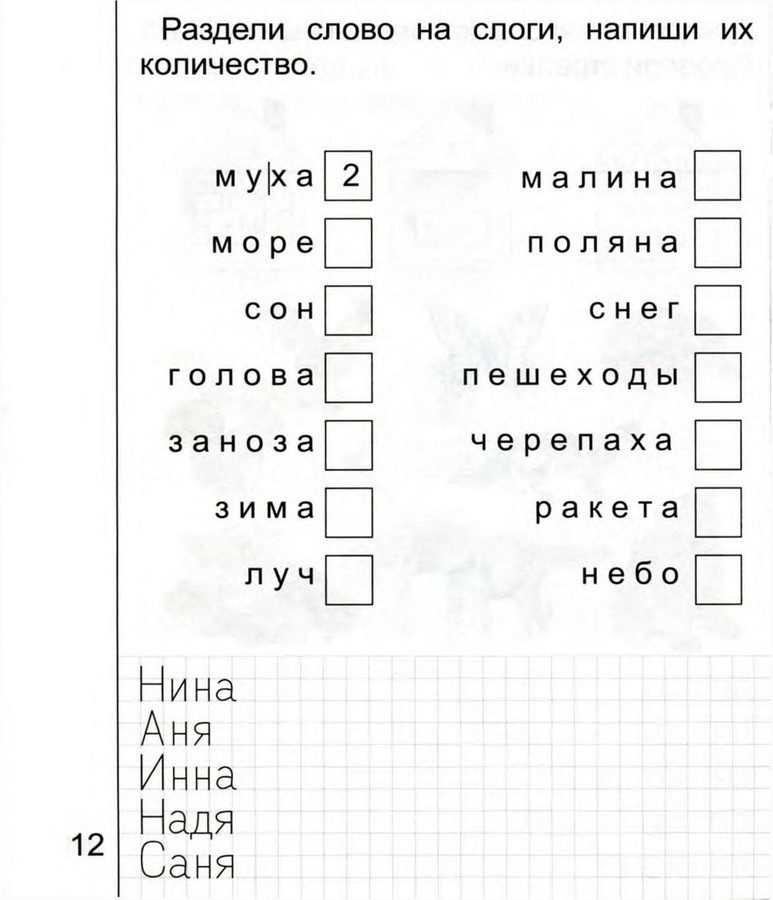 Раздели слово на слоги, напиши их
количество.
му|ха 2
море
сон
голова
заноза
зима
луч
малина
поляна
снег
пешеходы
черепаха
ракета
небо
Нина
Аня
Инна
Надя
Саня
12